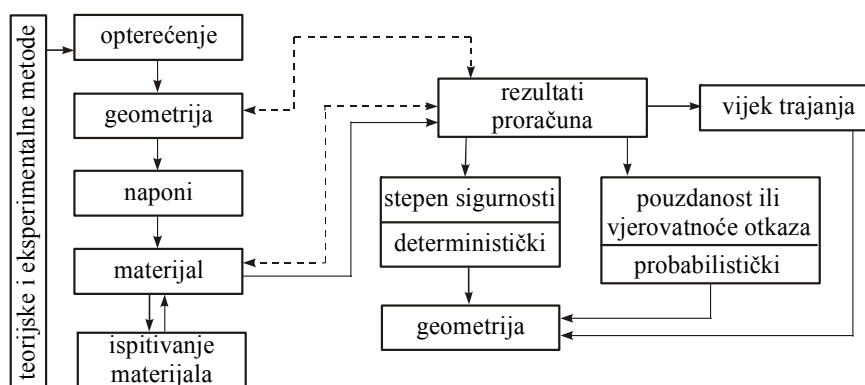 teorijske i eksperimentalne metode
opterećenje
geometrija
naponi
materijal
ispitivanje
materijala
rezultati
proračuna
vijek trajanja
stepen sigurnosti
deterministički
pouzdanost ili
vjerovatnoće otkaza
probabilistički
geometrija